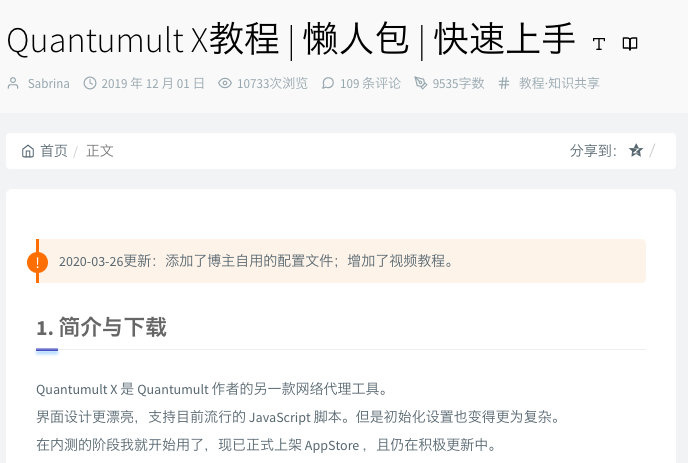 Quantumult X教程 | 懒人包 | 快速上手
Sabrina 2019 年 12 月 01 日 10733次浏览 109 条评论 9535字数 # 教程·知识共享
首页 / 正文 分享到： /
2020-03-26更新：添加了博主自用的配置文件；增加了视频教程。
1. 简介与下载
Quantumult X 是 Quantumult 作者的另一款网络代理工具。
界面设计更漂亮，支持目前流行的 JavaScript 脚本。但是初始化设置也变得更为复杂。
在内测的阶段我就开始用了，现已正式上架 AppStore ，且仍在积极更新中。